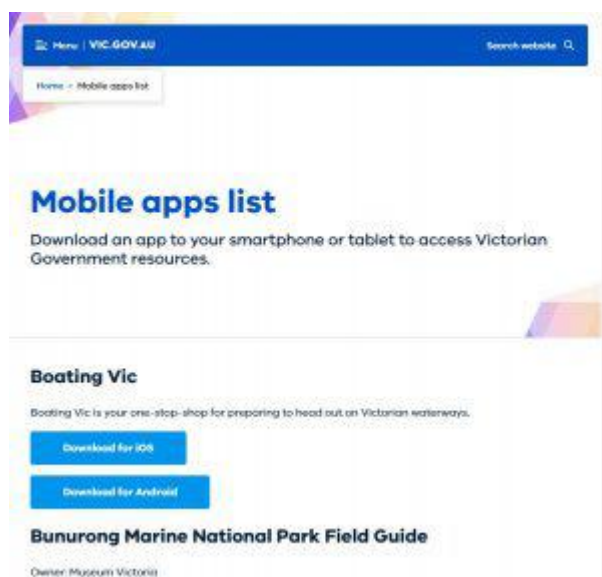 Menu | VIC.GOV.AU
Search website
Home > Mobile apps list
Mobile apps list
Download an app to your smartphone or tablet to access Victorian
Government resources.
Boating Vic
Boating Vic is your one-stop-shop for preparing to head out on Victorian waterways.
Download for iOS
Download for Android
Bunurong Marine National Park Field Guide
Owner: Museum Victoria